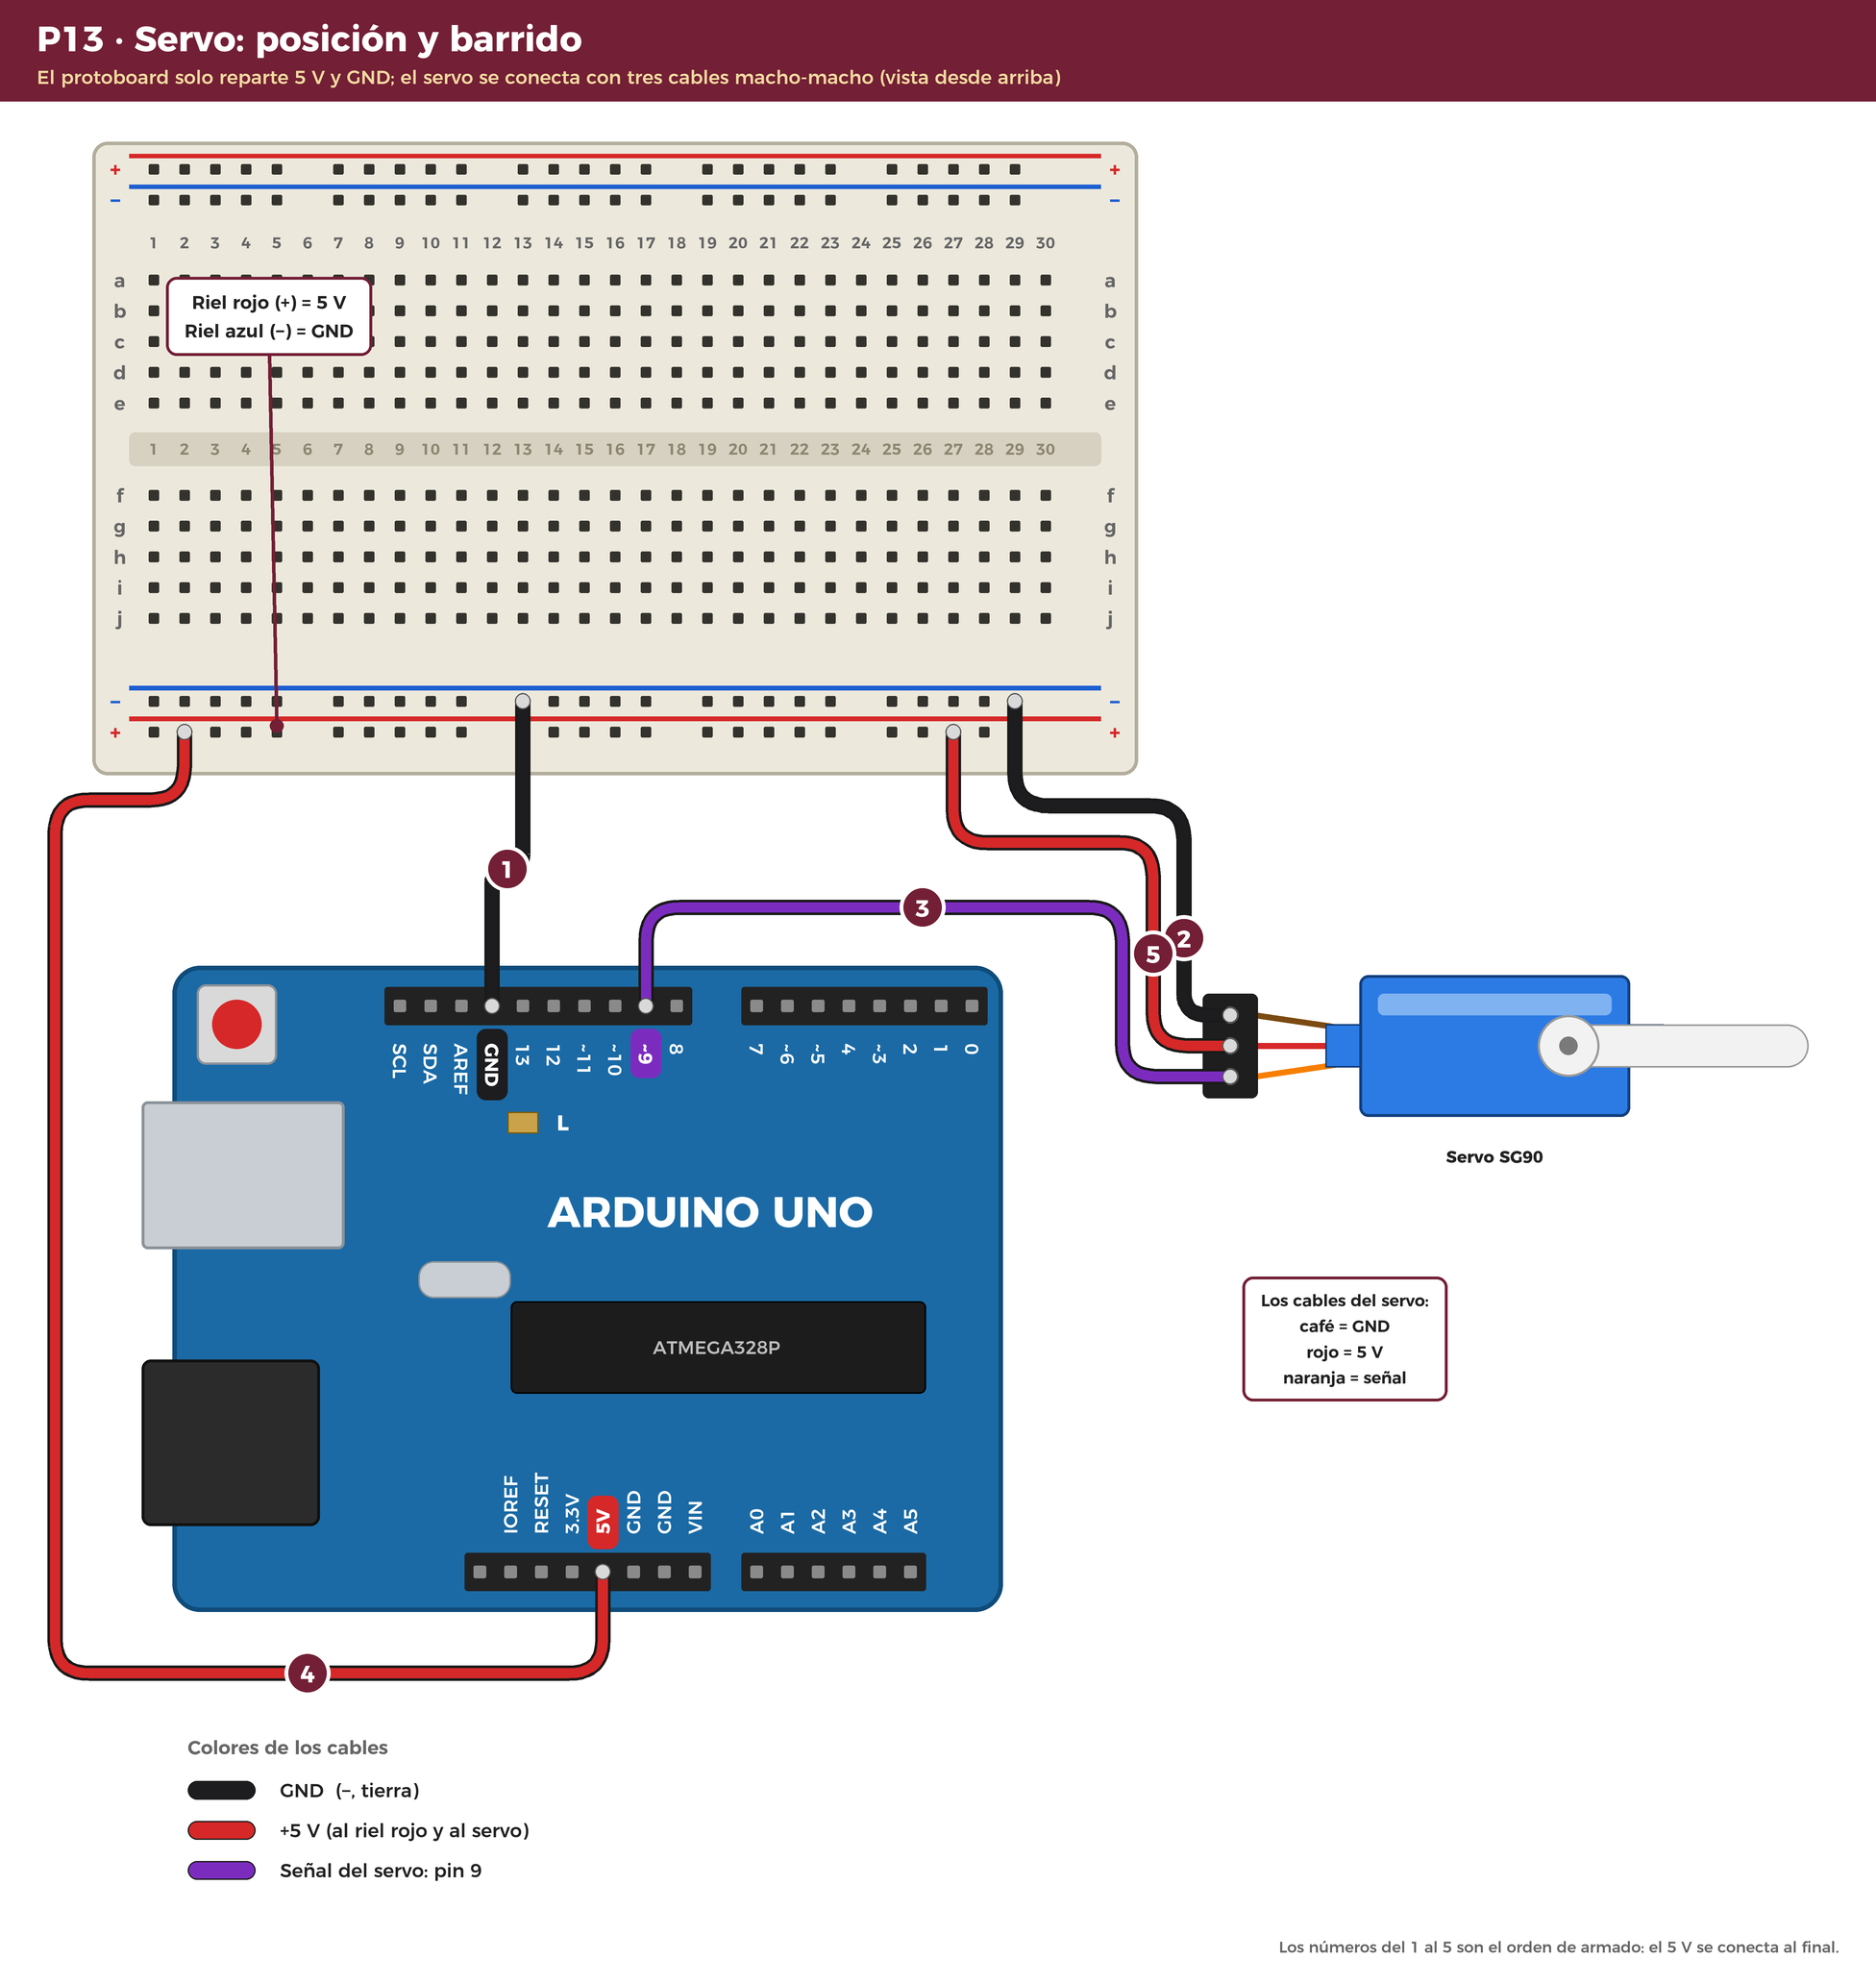 P13 · Servo: posición y barrido
El protoboard solo reparte 5 V y GND; el servo se conecta con tres cables macho-macho (vista desde arriba)
+ +
− −
1 2 3 4 5 6 7 8 9 10 11 12 13 14 15 16 17 18 19 20 21 22 23 24 25 26 27 28 29 30
a a
Riel rojo (+) = 5 V
b b
Riel azul (−) = GND
c c
d d
e e
1 2 3 4 5 6 7 8 9 10 11 12 13 14 15 16 17 18 19 20 21 22 23 24 25 26 27 28 29 30
f f
g g
h h
i i
j j
− −
+ +
1
3
2
5
SCL SDA AREF GND 13 12 ~11 ~10 ~9 8 7 ~6 ~5 4 ~3 2 1 0
L
Servo SG90
ARDUINO UNO
Los cables del servo:
café = GND
rojo = 5 V
naranja = señal
ATMEGA328P
IOREF RESET 3.3V 5V GND GND VIN A0 A1 A2 A3 A4 A5
4
Colores de los cables
GND (−, tierra)
+5 V (al riel rojo y al servo)
Señal del servo: pin 9
Los números del 1 al 5 son el orden de armado: el 5 V se conecta al final.